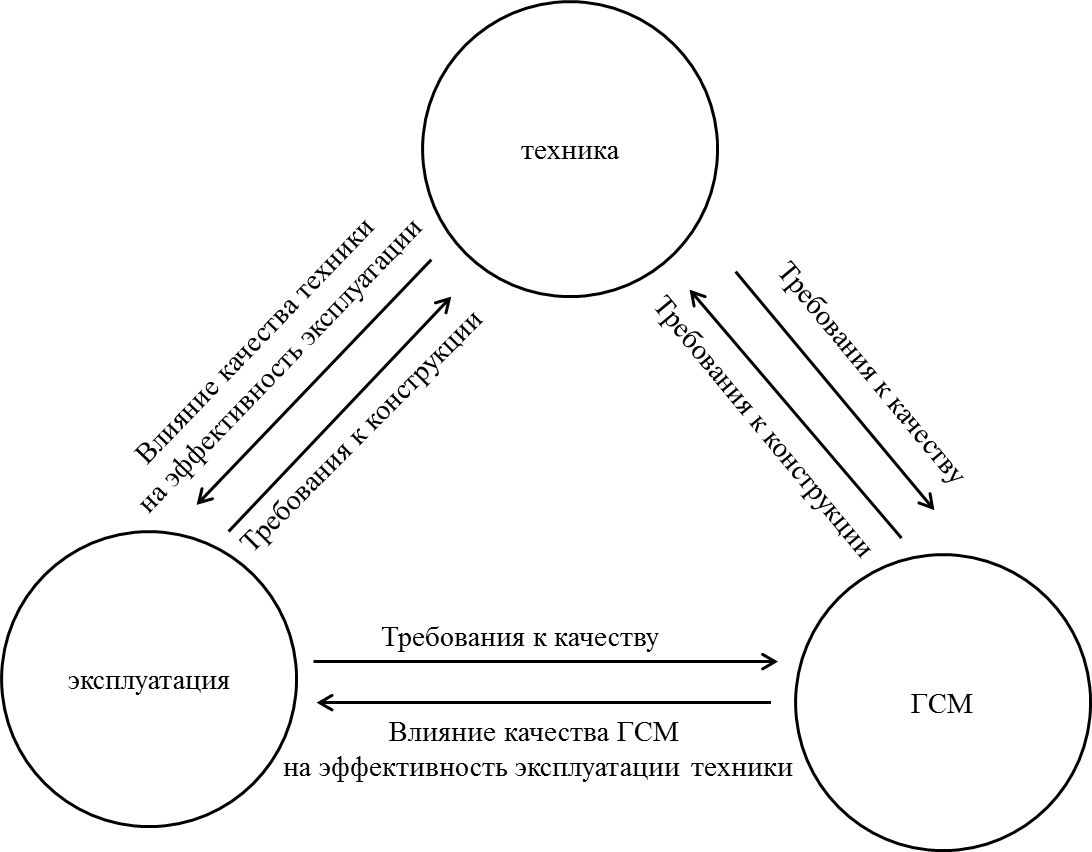 техника
Влияние качества техники
на эффективность эксплуатации
Требования к конструкции
Требования к качеству
Требования к конструкции
эксплуатация
Требования к качеству
Влияние качества ГСМ
на эффективность эксплуатации техники
ГСМ